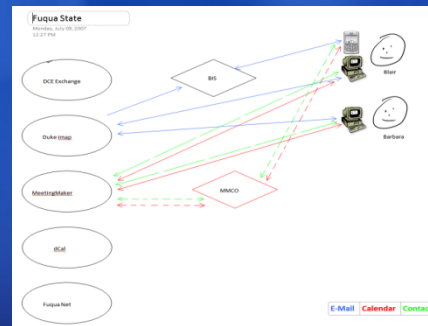 Fuqua State
Monday, July 09, 2007
12:27 PM
DCE Exchange
BIS
Blair
Duke imap
Barbara
MeetingMaker
MMCO
dCal
Fuqua Net
E-Mail Calendar Contac